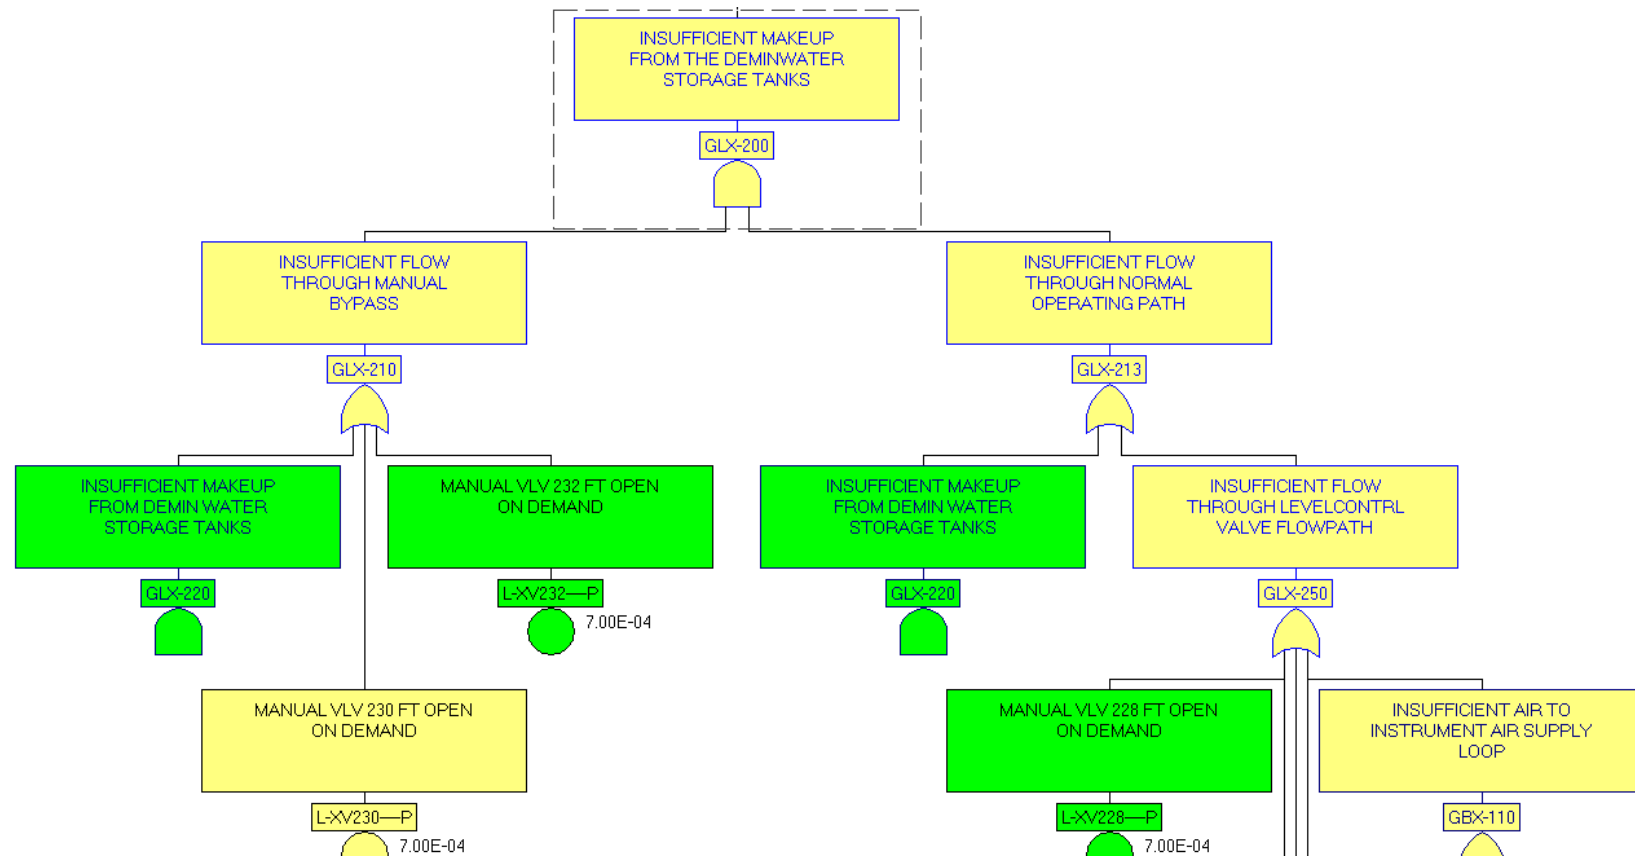 INSUFFICIENT MAKEUP
FROM THE DEMINWATER
STORAGE TANKS
GLX-200
INSUFFICIENT FLOW
THROUGH MANUAL
BYPASS
GLX-210
INSUFFICIENT FLOW
THROUGH NORMAL
OPERATING PATH
GLX-213
INSUFFICIENT MAKEUP
FROM DEMIN WATER
STORAGE TANKS
GLX-220
MANUAL VLV 232 FT OPEN
ON DEMAND
L-XV232----P
7.00E-04
INSUFFICIENT MAKEUP
FROM DEMIN WATER
STORAGE TANKS
GLX-220
INSUFFICIENT FLOW
THROUGH LEVELCONTRL
VALVE FLOWPATH
GLX-250
MANUAL VLV 230 FT OPEN
ON DEMAND
L-XV230----P
7.00E-04
MANUAL VLV 228 FT OPEN
ON DEMAND
L-XV228----P
7.00E-04
INSUFFICIENT AIR TO
INSTRUMENT AIR SUPPLY
LOOP
GBX-110